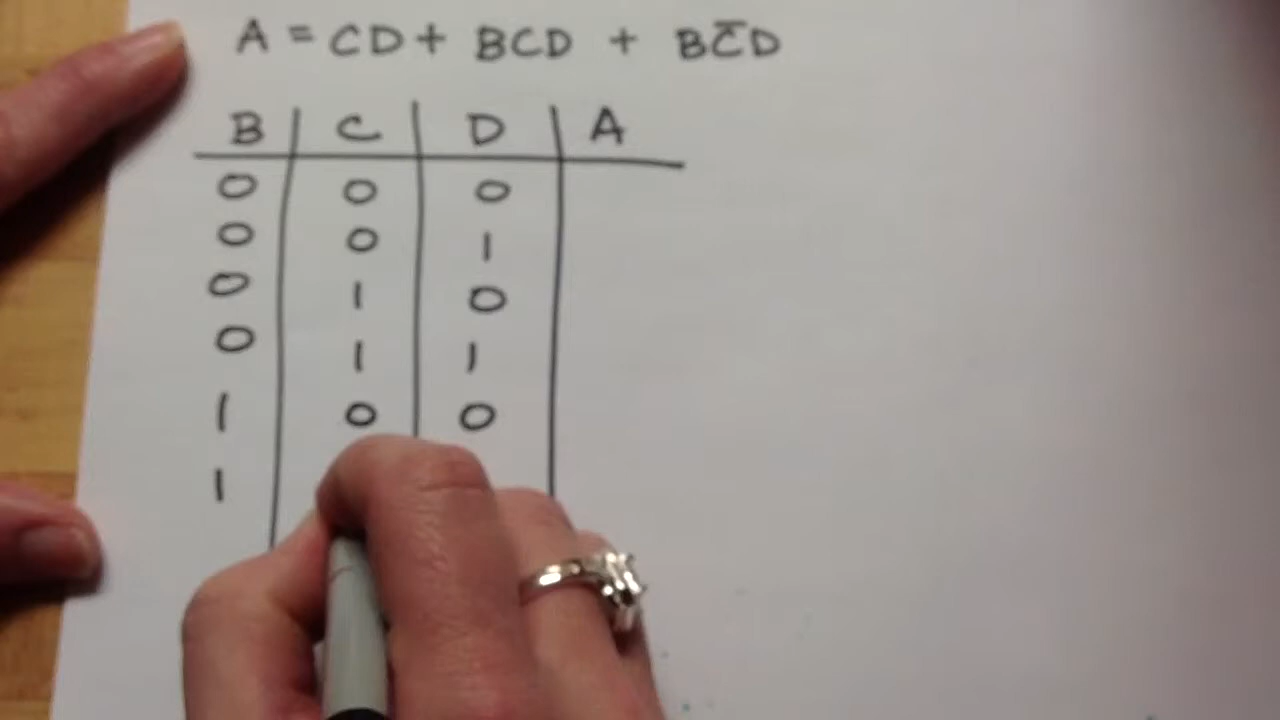 A = CD + BCD + BC̅D
B C D A
0 0 0
0 0 1
0 1 0
0 1 1
1 0 0
1